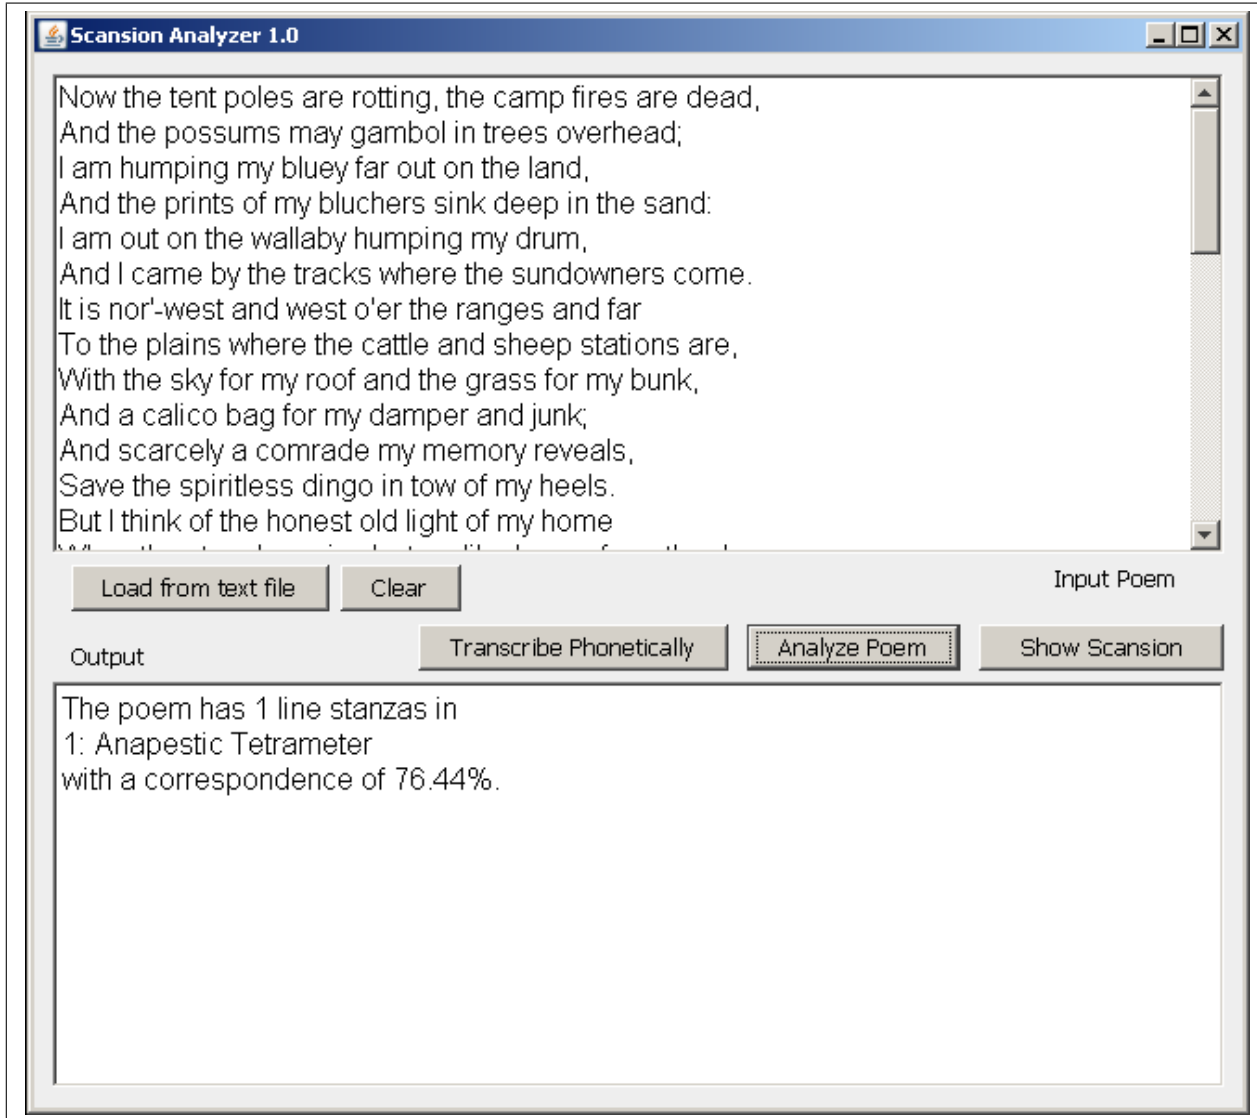 Scansion Analyzer 1.0
Now the tent poles are rotting, the camp fires are dead,
And the possums may gambol in trees overhead;
I am humping my bluey far out on the land,
And the prints of my bluchers sink deep in the sand:
I am out on the wallaby humping my drum,
And I came by the tracks where the sundowners come.
It is nor'-west and west o'er the ranges and far
To the plains where the cattle and sheep stations are,
With the sky for my roof and the grass for my bunk,
And a calico bag for my damper and junk;
And scarcely a comrade my memory reveals,
Save the spiritless dingo in tow of my heels.
But I think of the honest old light of my home
Load from text file
Clear
Input Poem
Output
Transcribe Phonetically
Analyze Poem
Show Scansion
The poem has 1 line stanzas in
1: Anapestic Tetrameter
with a correspondence of 76.44%.